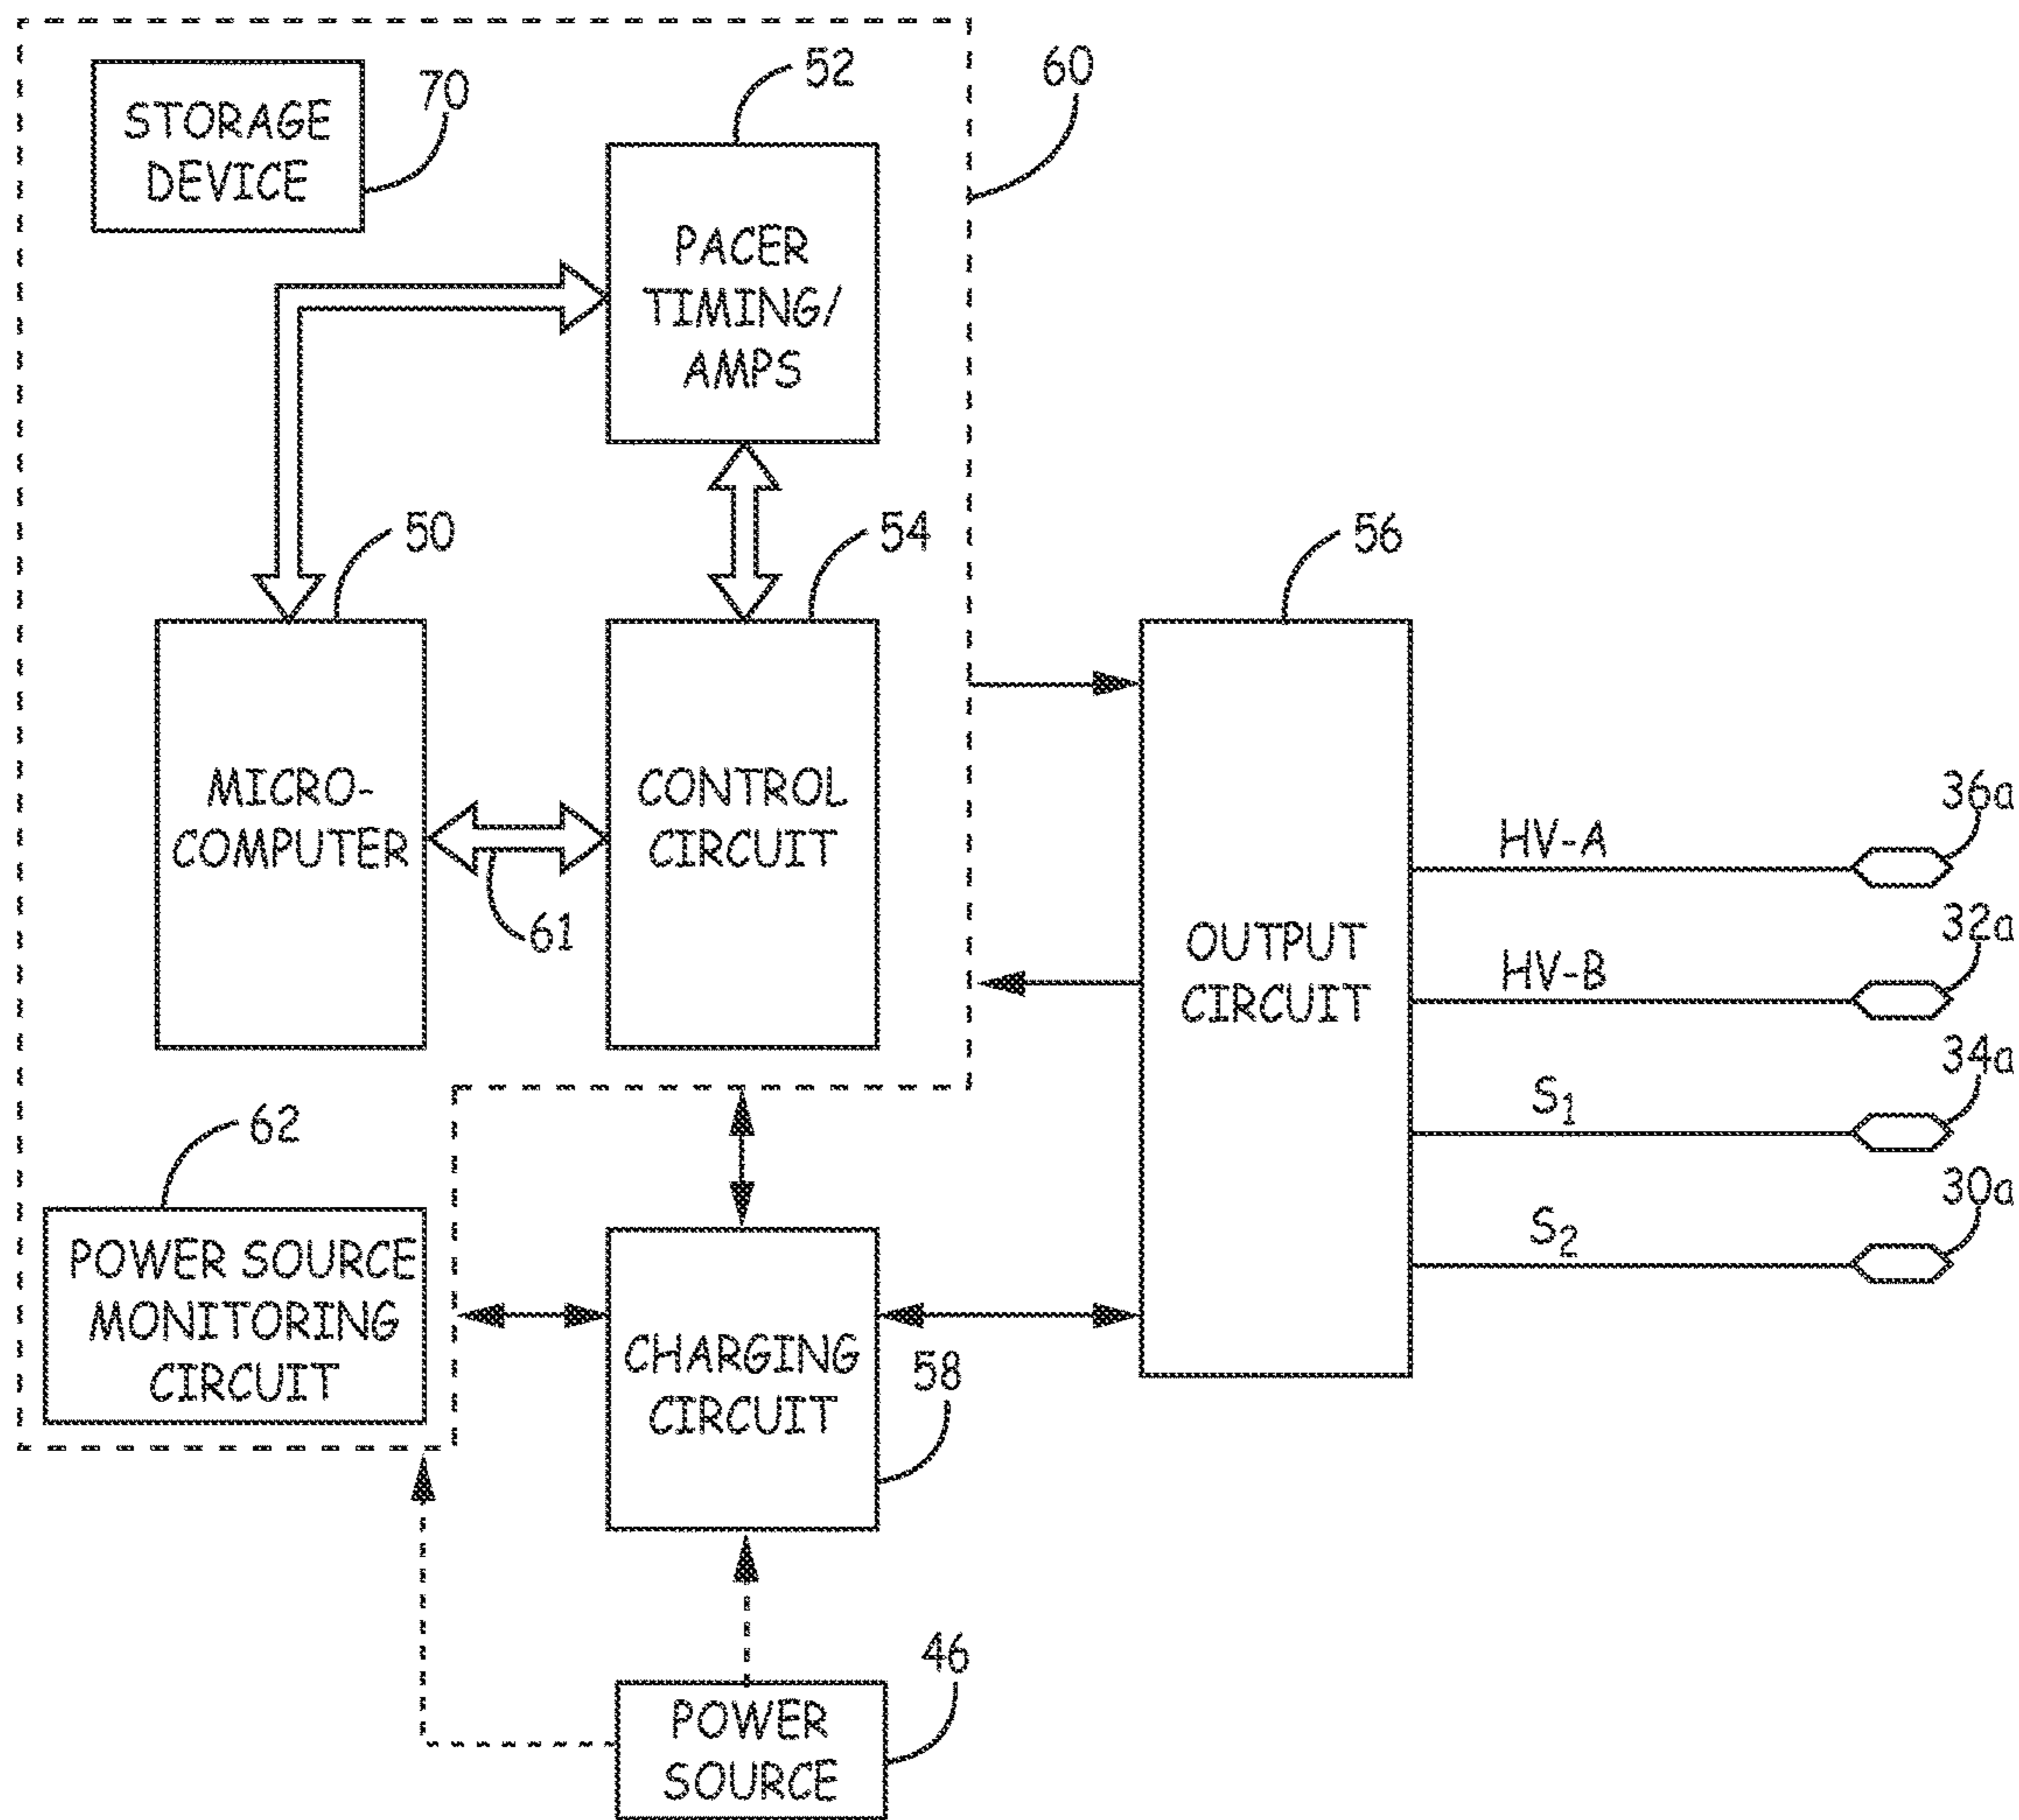 STORAGE
DEVICE
70
52
60
PACER
TIMING/
AMPS
50
54
56
MICRO-
COMPUTER
61
CONTROL
CIRCUIT
OUTPUT
CIRCUIT
HV-A
36a
HV-B
32a
S1
34a
S2
30a
62
POWER SOURCE
MONITORING
CIRCUIT
CHARGING
CIRCUIT
58
POWER
SOURCE
46